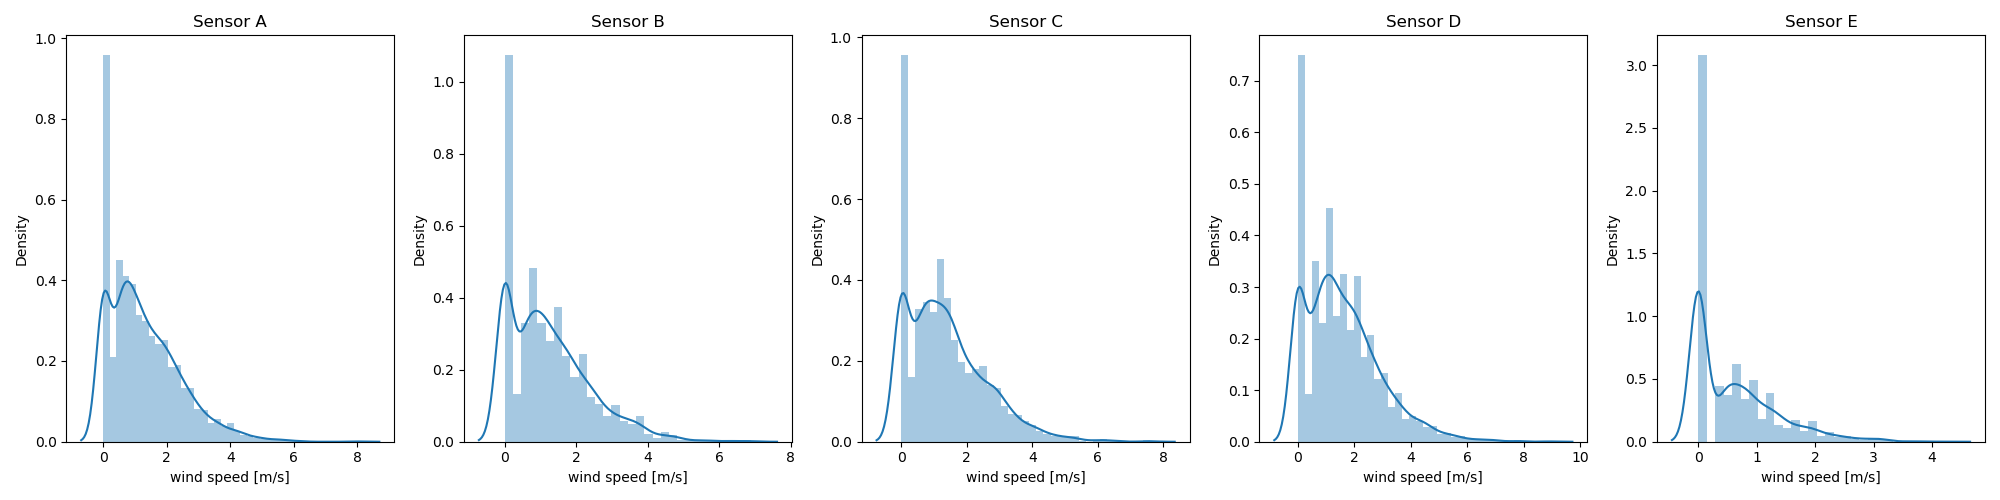 Sensor A
Sensor B
Sensor C
Sensor D
Sensor E
Density
1.0
0.8
0.6
0.4
0.2
0.0
0 2 4 6 8
wind speed [m/s]
Density
1.0
0.8
0.6
0.4
0.2
0.0
0 2 4 6 8
wind speed [m/s]
Density
1.0
0.8
0.6
0.4
0.2
0.0
0 2 4 6 8
wind speed [m/s]
Density
0.7
0.6
0.5
0.4
0.3
0.2
0.1
0.0
0 2 4 6 8 10
wind speed [m/s]
Density
3.0
2.5
2.0
1.5
1.0
0.5
0.0
0 1 2 3 4
wind speed [m/s]